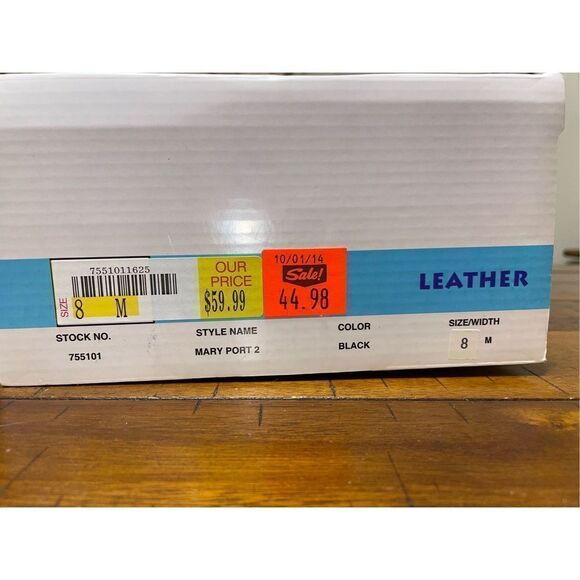 7551011625
SIZE
8 M
OUR
PRICE
$59.99
10/01/14
Sale!
44.98
LEATHER
STOCK NO.
755101
STYLE NAME
MARY PORT 2
COLOR
BLACK
SIZE/WIDTH
8 M